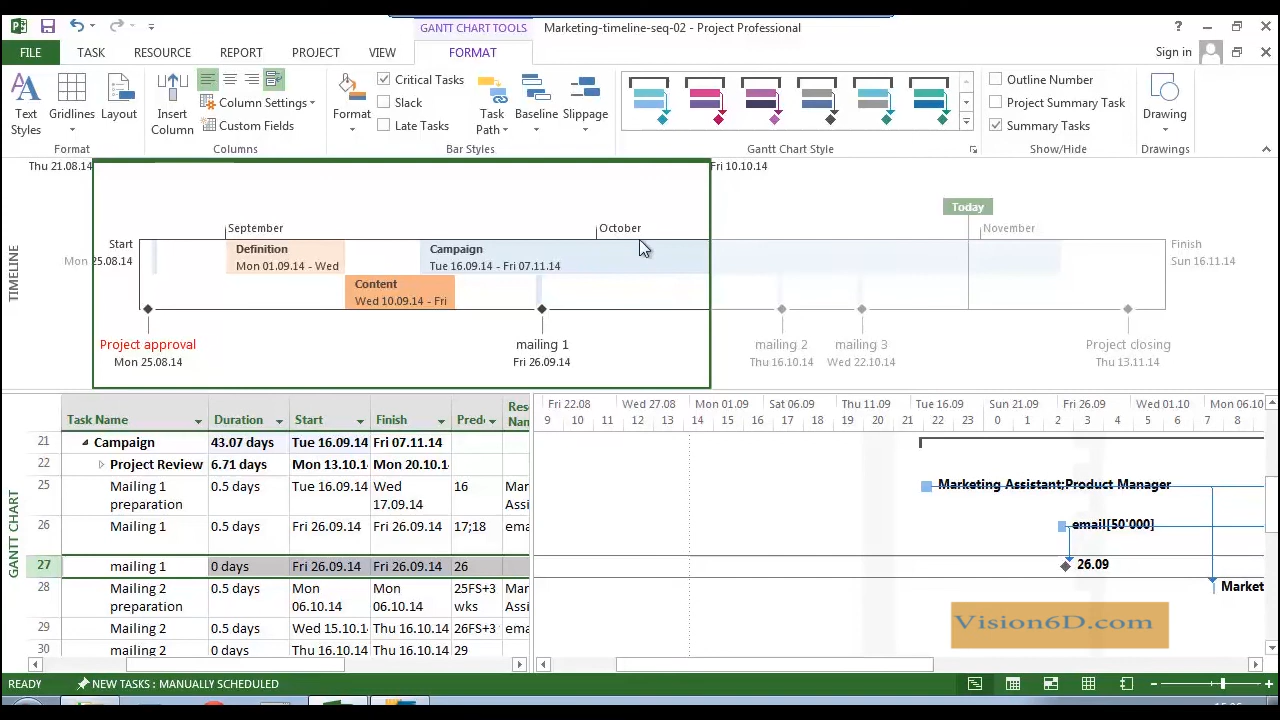 GANTT CHART TOOLS
Marketing-timeline-seq-02 - Project Professional
FILE TASK RESOURCE REPORT PROJECT VIEW FORMAT
Sign in
Text Styles
Gridlines
Layout
Format
Insert Column
Column Settings
Custom Fields
Columns
Format
Critical Tasks
Slack
Late Tasks
Task Path
Baseline
Slippage
Bar Styles
Gantt Chart Style
Outline Number
Project Summary Task
Summary Tasks
Show/Hide
Drawing
Drawings
TIMELINE
Thu 21.08.14
Fri 10.10.14
Today
September October November
Start
Mon 25.08.14
Definition
Mon 01.09.14 - Wed
Campaign
Tue 16.09.14 - Fri 07.11.14
Finish
Sun 16.11.14
Content
Wed 10.09.14 - Fri
Project approval
Mon 25.08.14
mailing 1
Fri 26.09.14
mailing 2
Thu 16.10.14
mailing 3
Wed 22.10.14
Project closing
Thu 13.11.14
GANTT CHART
Task Name Duration Start Finish
21 Campaign 43.07 days Tue 16.09.14 Fri 07.11.14
22 Project Review 6.71 days Mon 13.10.14 Mon 20.10.1
25 Mailing 1 preparation 0.5 days Tue 16.09.14 Wed 17.09.14 16
26 Mailing 1 0.5 days Fri 26.09.14 Fri 26.09.14 17;18
27 mailing 1 0 days Fri 26.09.14 Fri 26.09.14 26
28 Mailing 2 preparation 0.5 days Mon 06.10.14 Mon 06.10.14 25FS+3 wks
29 Mailing 2 0.5 days Wed 15.10.14 Thu 16.10.14 26FS+3
30 mailing 2 0 days Thu 16.10.14 Thu 16.10.14 29
Fri 22.08 Wed 27.08 Mon 01.09 Sat 06.09 Thu 11.09 Tue 16.09 Sun 21.09 Fri 26.09 Wed 01.10 Mon 06.10
9 10 11 12 13 14 15 16 17 18 19 20 21 22 0 1 2 3 4 5 6 7 8
Marketing Assistant;Product Manager
email[50'000]
26.09
Market
Vision6D.com
READY
NEW TASKS : MANUALLY SCHEDULED